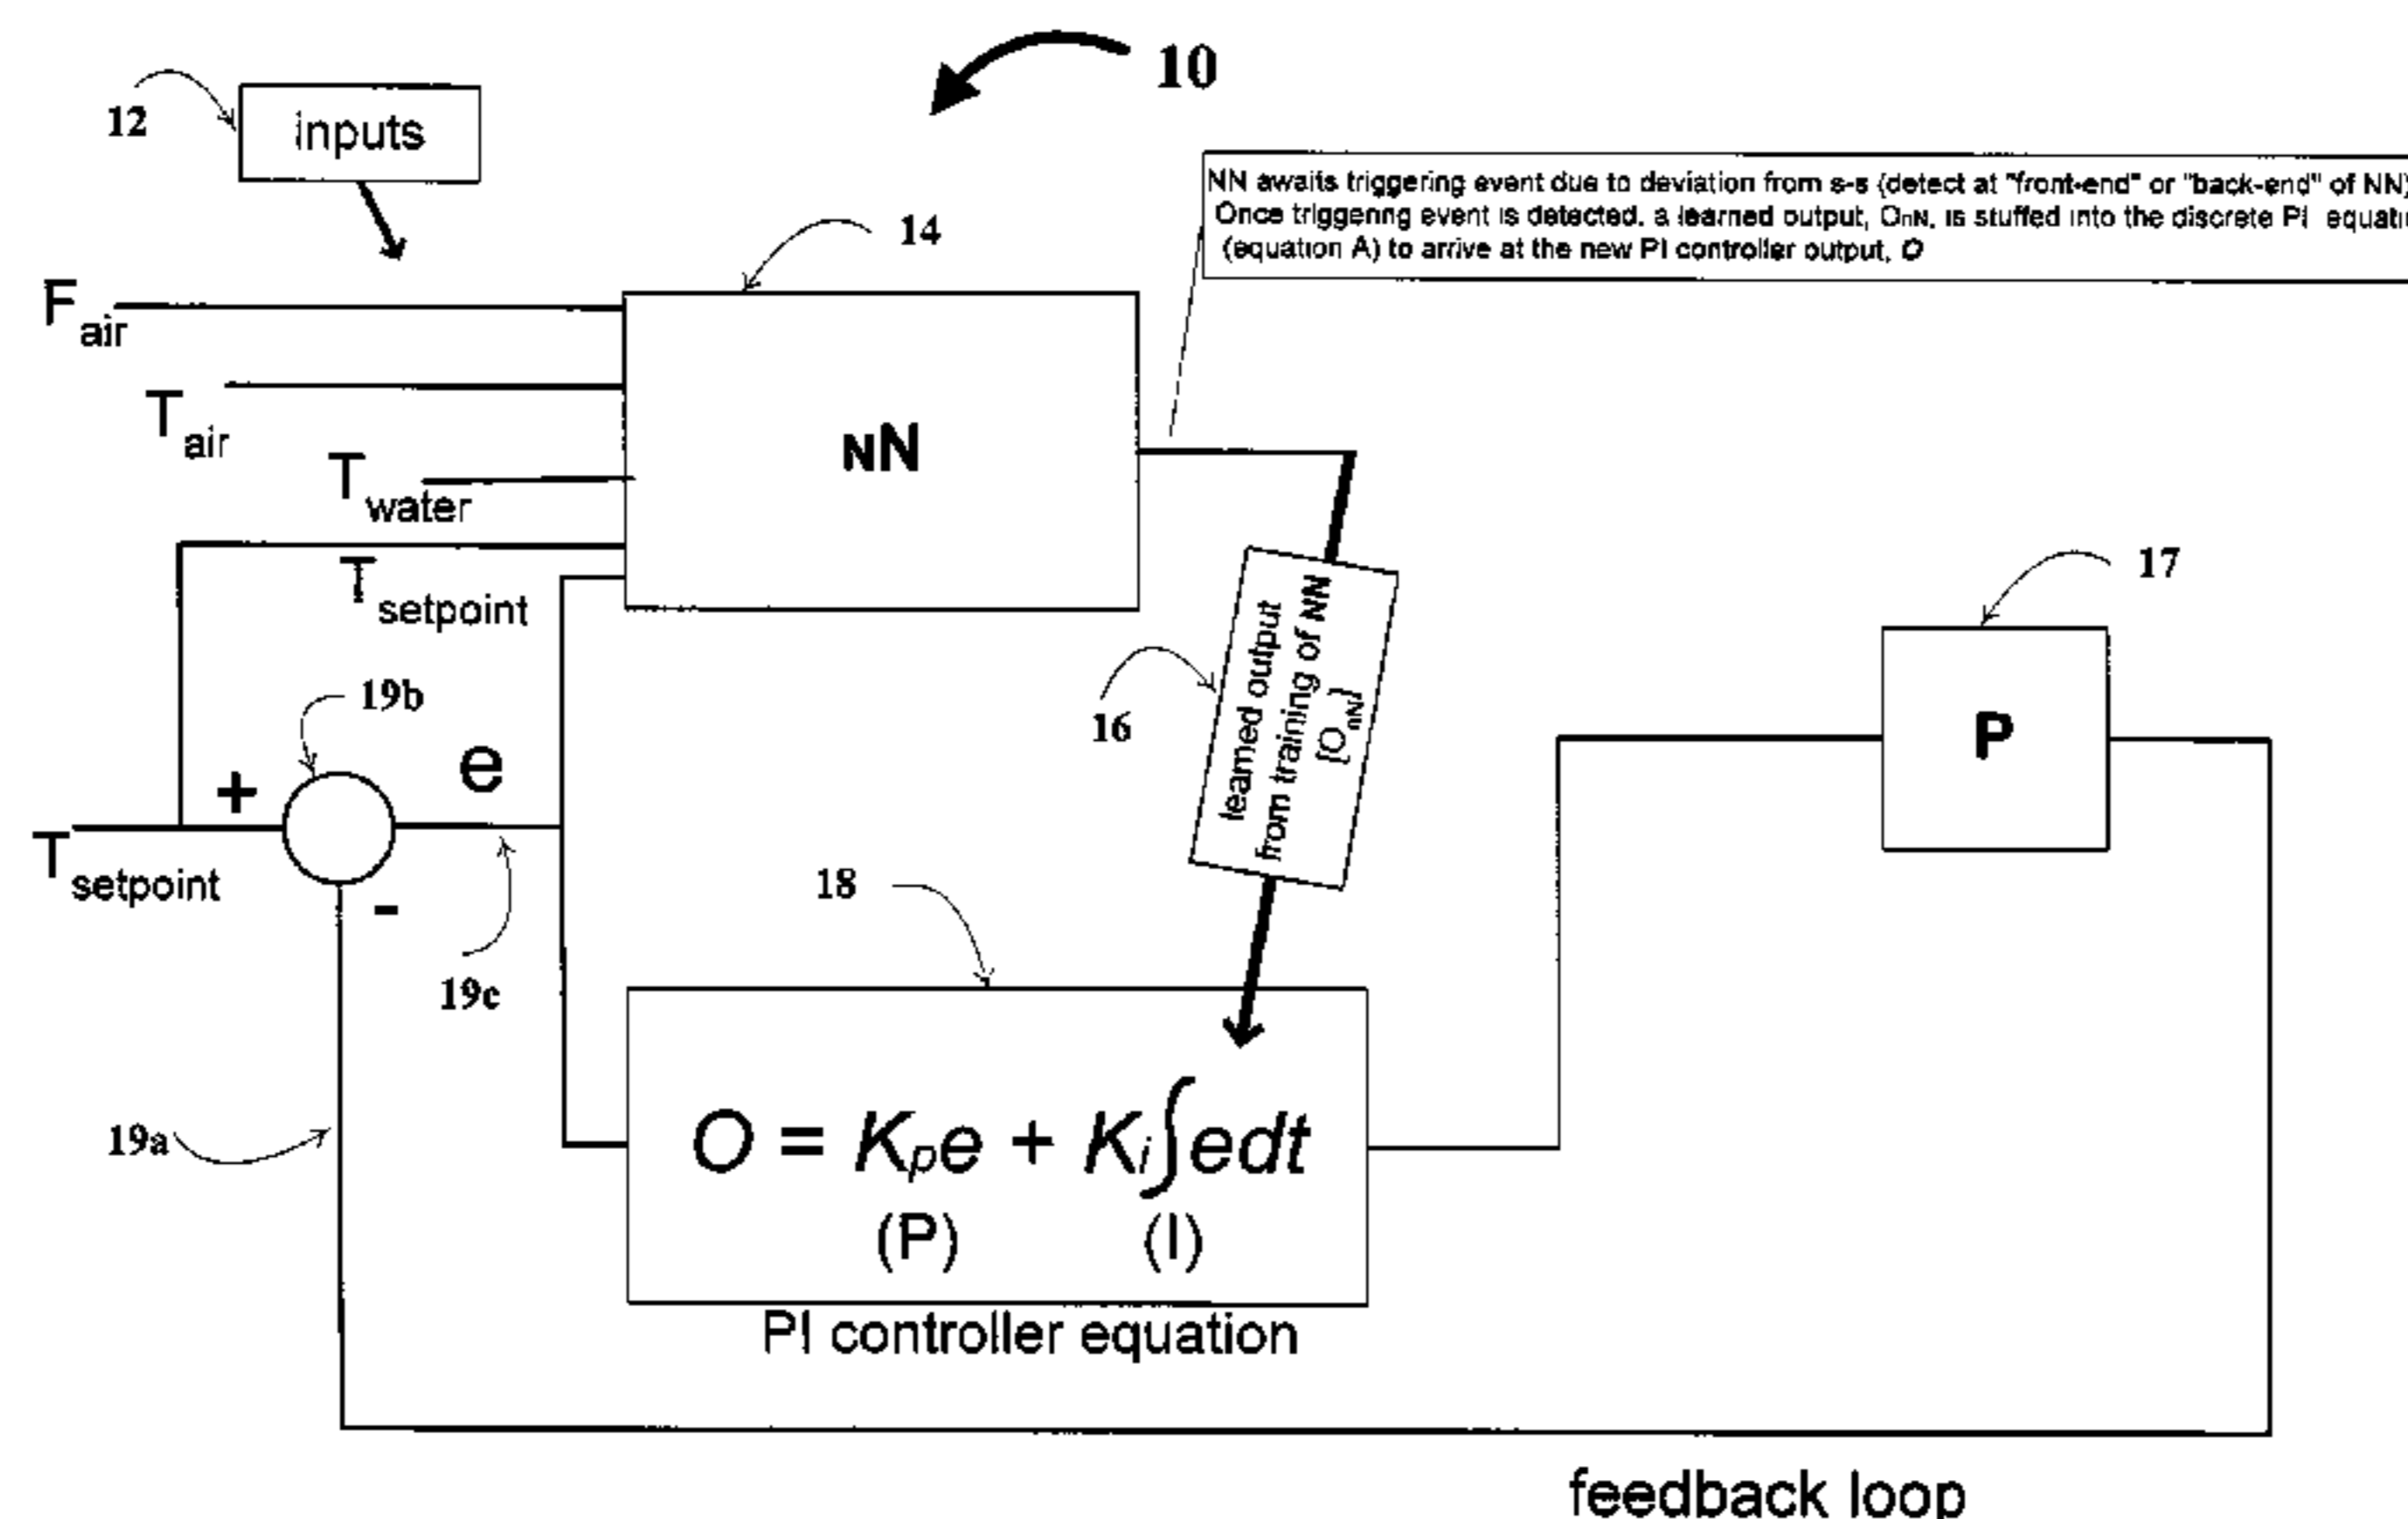 10
12
inputs
NN awaits triggering event due to deviation from s-s (detect at "front-end" or "back-end" of NN)
Once triggering event is detected. a learned output, OnN, is stuffed into the discrete PI
(equation A) to arrive at the new PI controller output, O
14
F air
T air
NN
T water
T setpoint
17
learned output
from training of NN
[OnN]
16
P
19b
+
e
T setpoint
-
18
19c
O = Kpe + Ki∫edt
(P) (I)
19a
PI controller equation
feedback loop